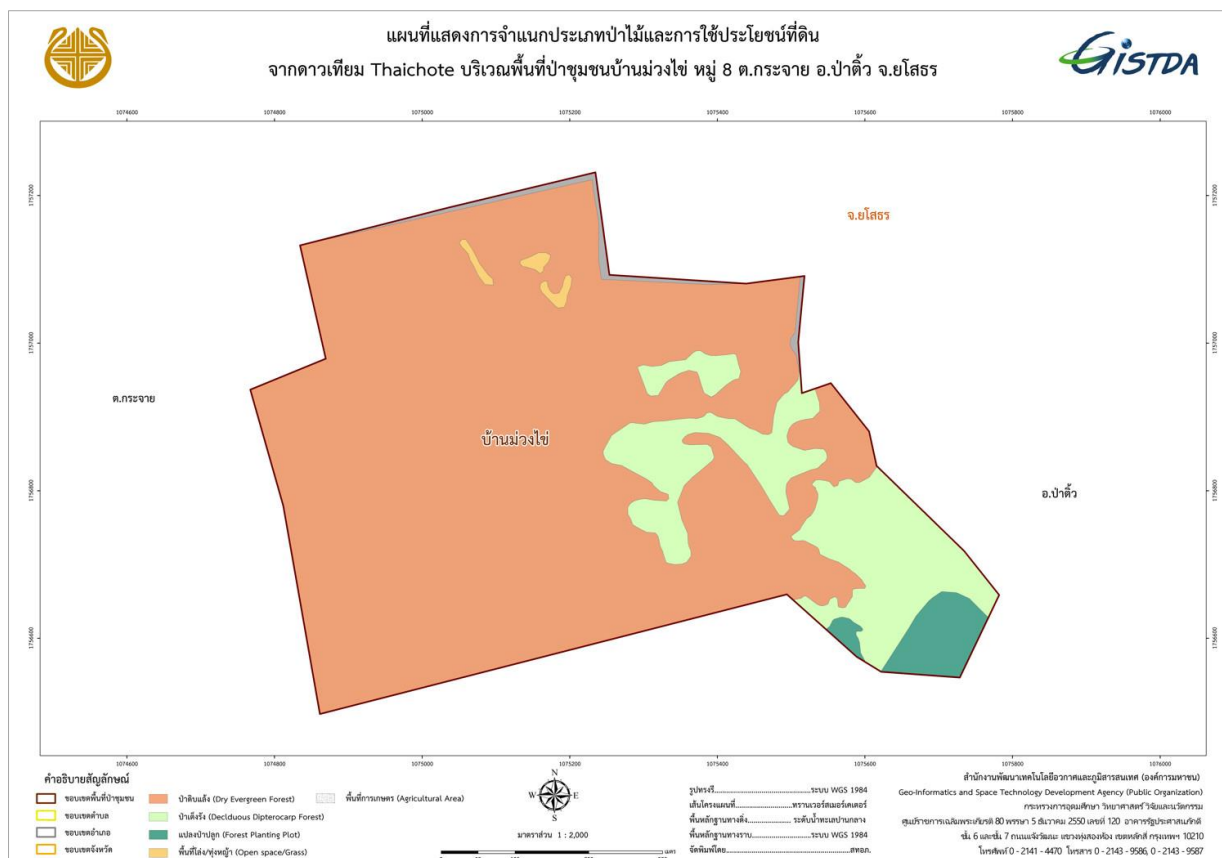 แผนที่แสดงการจำแนกประเภทป่าไม้และการใช้ประโยชน์ที่ดิน
จากดาวเทียม Thaichote บริเวณพื้นที่ป่าชุมชนบ้านม่วงไข่ หมู่ 8 ต.กระจาย อ.ป่าติ้ว จ.ยโสธร
GISTDA
1074600 1074800 1075000 1075200 1075400 1075600 1075800 1076000
1757200 1757200
จ.ยโสธร
1757000 1757000
ต.กระจาย
บ้านม่วงไข่
1756800 1756800
อ.ป่าติ้ว
1756600 1756600
1074600 1074800 1075000 1075200 1075400 1075600 1075800 1076000
คำอธิบายสัญลักษณ์
ขอบเขตพื้นที่ป่าชุมชน
ขอบเขตตำบล
ขอบเขตอำเภอ
ขอบเขตจังหวัด
ป่าดิบแล้ง (Dry Evergreen Forest)
ป่าเต็งรัง (DecIduous Dipterocarp Forest)
แปลงป่าปลูก (Forest Planting Plot)
พื้นที่โล่ง/ทุ่งหญ้า (Open space/Grass)
พื้นที่การเกษตร (Agricultural Area)
N
W E
S
มาตราส่วน 1 : 2,000
เมตร
รูปทรงรี..............................ระบบ WGS 1984
เส้นโครงแผนที่..............................ทรานเวอร์สเมอร์เคเตอร์
พื้นหลักฐานทางดิ่ง.................. ระดับน้ำทะเลปานกลาง
พื้นหลักฐานทางราบ..............................ระบบ WGS 1984
จัดพิมพ์โดย..............................สทอภ.
สำนักงานพัฒนาเทคโนโลยีอวกาศและภูมิสารสนเทศ (องค์การมหาชน)
Geo-Informatics and Space Technology Development Agency (Public Organization)
กระทรวงการอุดมศึกษา วิทยาศาสตร์ วิจัยและนวัตกรรม
ศูนย์ราชการเฉลิมพระเกียรติ 80 พรรษา 5 ธันวาคม 2550 เลขที่ 120 อาคารรัฐประศาสนภักดี
ชั้น 6 และชั้น 7 ถนนแจ้งวัฒนะ แขวงทุ่งสองห้อง เขตหลักสี่ กรุงเทพฯ 10210
โทรศัพท์ 0 - 2141 - 4470 โทรสาร 0 - 2143 - 9586, 0 - 2143 - 9587